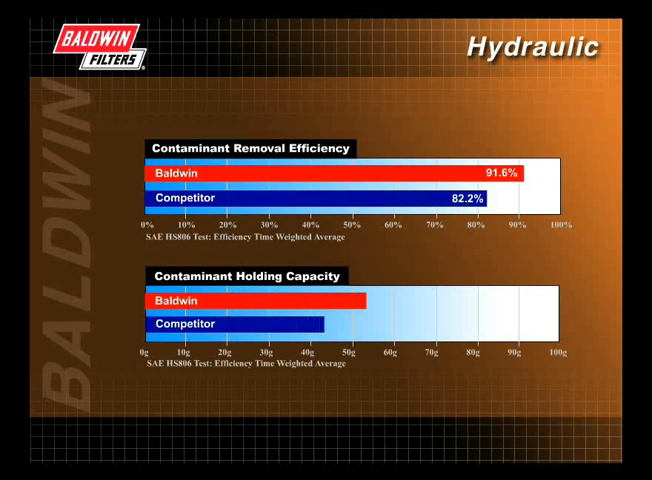 BALDWIN
FILTERS®
Hydraulic
BALDWIN
Contaminant Removal Efficiency
Baldwin 91.6%
Competitor 82.2%
0% 10% 20% 30% 40% 50% 60% 70% 80% 90% 100%
SAE HS806 Test: Efficiency Time Weighted Average
Contaminant Holding Capacity
Baldwin
Competitor
0g 10g 20g 30g 40g 50g 60g 70g 80g 90g 100g
SAE HS806 Test: Efficiency Time Weighted Average